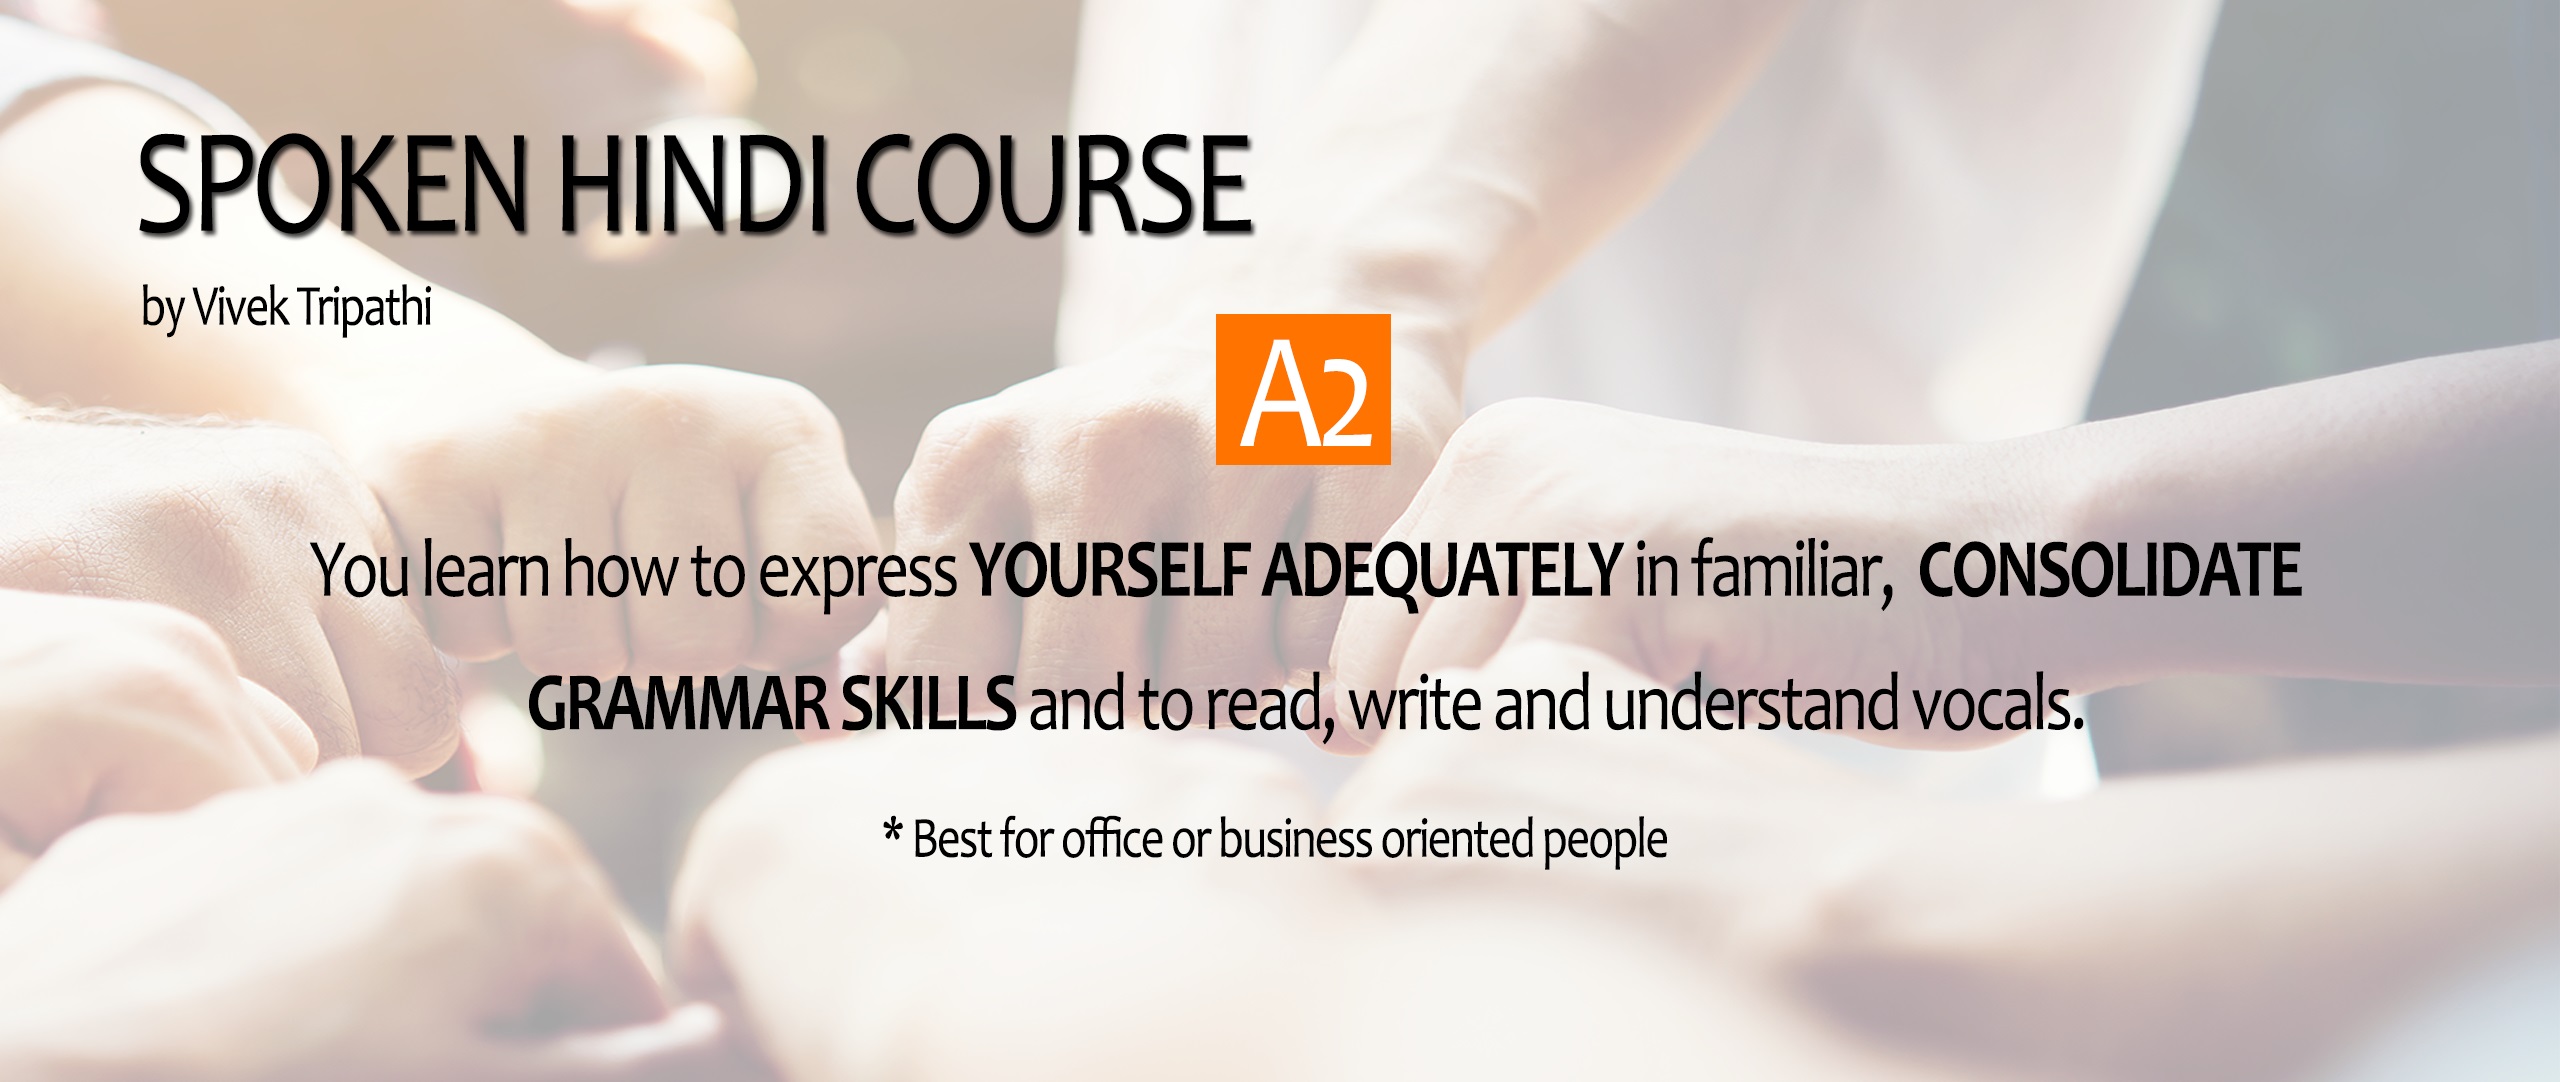 SPOKEN HINDI COURSE
by Vivek Tripathi
A2
You learn how to express YOURSELF ADEQUATELY in familiar, CONSOLIDATE
GRAMMAR SKILLS and to read, write and understand vocals.
* Best for office or business oriented people